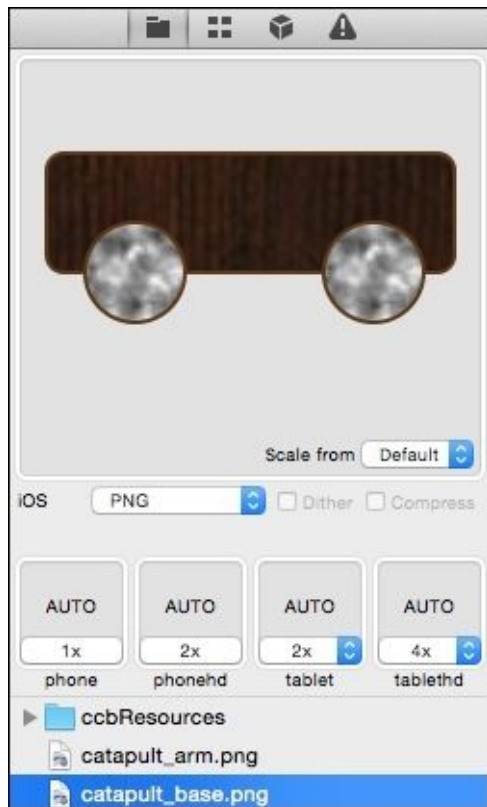 Scale from Default
iOS PNG Dither Compress
AUTO AUTO AUTO AUTO
1x 2x 2x 4x
phone phonehd tablet tablethd
ccbResources
catapult_arm.png
catapult_base.png